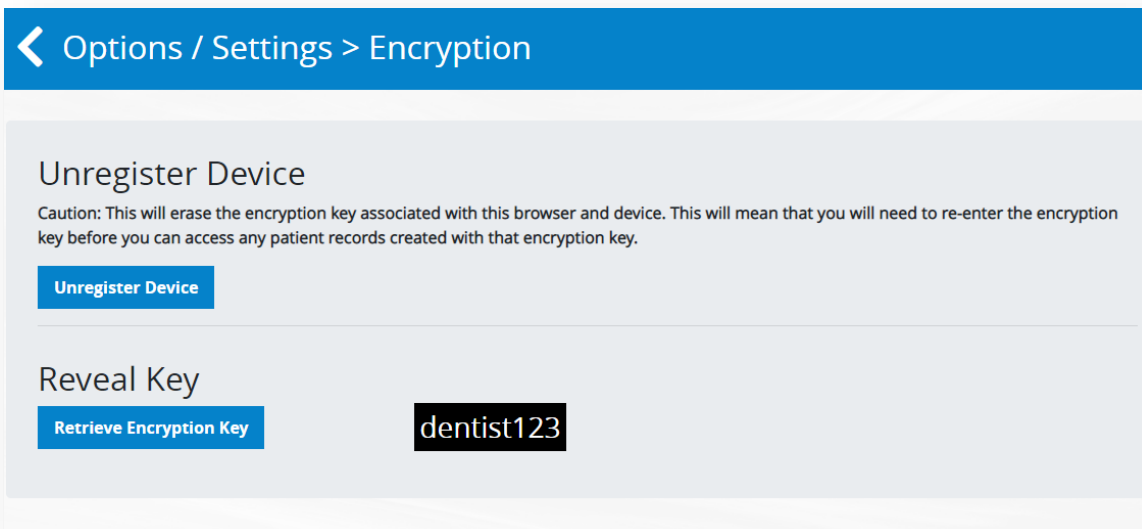 Options / Settings > Encryption
Unregister Device
Caution: This will erase the encryption key associated with this browser and device. This will mean that you will need to re-enter the encryption
key before you can access any patient records created with that encryption key.
Unregister Device
Reveal Key
Retrieve Encryption Key
dentist123